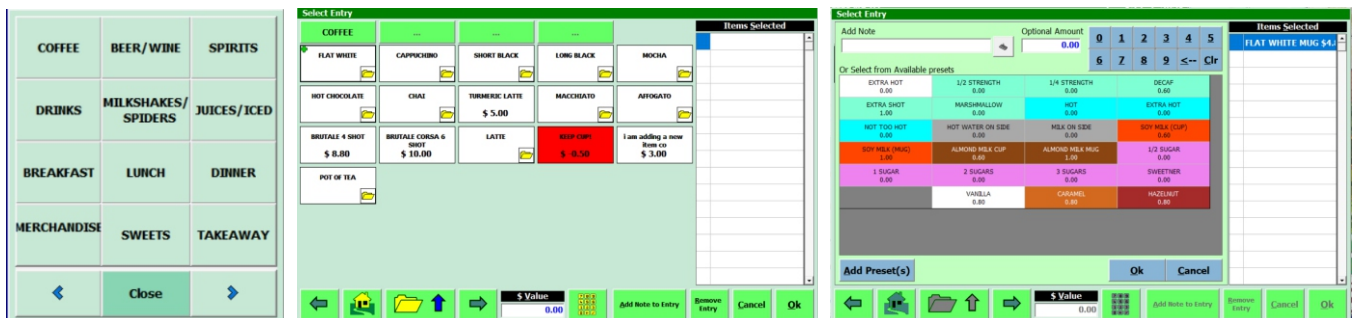 COFFEE
BEER/WINE
SPIRITS
DRINKS
MILKSHAKES/
SPIDERS
JUICES/ICED
BREAKFAST
LUNCH
DINNER
MERCHANDISE
SWEETS
TAKEAWAY
Close
Select Entry
COFFEE
...
...
...
Items Selected
FLAT WHITE
CAPPUCHINO
SHORT BLACK
LONG BLACK
MOCHA
HOT CHOCOLATE
CHAI
TURMERIC LATTE
$ 5.00
MACCHIATO
AFFOGATO
BRUTALE 4 SHOT
$ 8.80
BRUTALE CORSA 6
SHOT
$ 10.00
LATTE
KEEP CUP!
$ -0.50
i am adding a new
item co
$ 3.00
POT OF TEA
$ Value
0.00
Add Note to Entry
Remove
Entry
Cancel
Ok
Select Entry
Add Note
Optional Amount
0.00
0 1 2 3 4 5
6 7 8 9 <-- Clr
Items Selected
FLAT WHITE MUG $4.
Or Select from Available
presets
EXTRA HOT
0.00
1/2 STRENGTH
0.00
1/4 STRENGTH
0.00
DECAF
0.60
EXTRA SHOT
1.00
MARSHMALLOW
0.00
HOT
0.00
EXTRA HOT
0.00
NOT TOO HOT
0.00
HOT WATER ON SIDE
0.00
MILK ON SIDE
0.00
SOY MILK (CUP)
0.60
SOY MILK (MUG)
1.00
ALMOND MILK CUP
0.60
ALMOND MILK MUG
1.00
1/2 SUGAR
0.00
1 SUGAR
0.00
2 SUGARS
0.00
3 SUGARS
0.00
SWEETNER
0.00
VANILLA
0.80
CARAMEL
0.80
HAZELNUT
0.80
Add Preset(s)
Ok
Cancel
$ Value
0.00
Add Note to Entry
Remove
Entry
Cancel
Ok